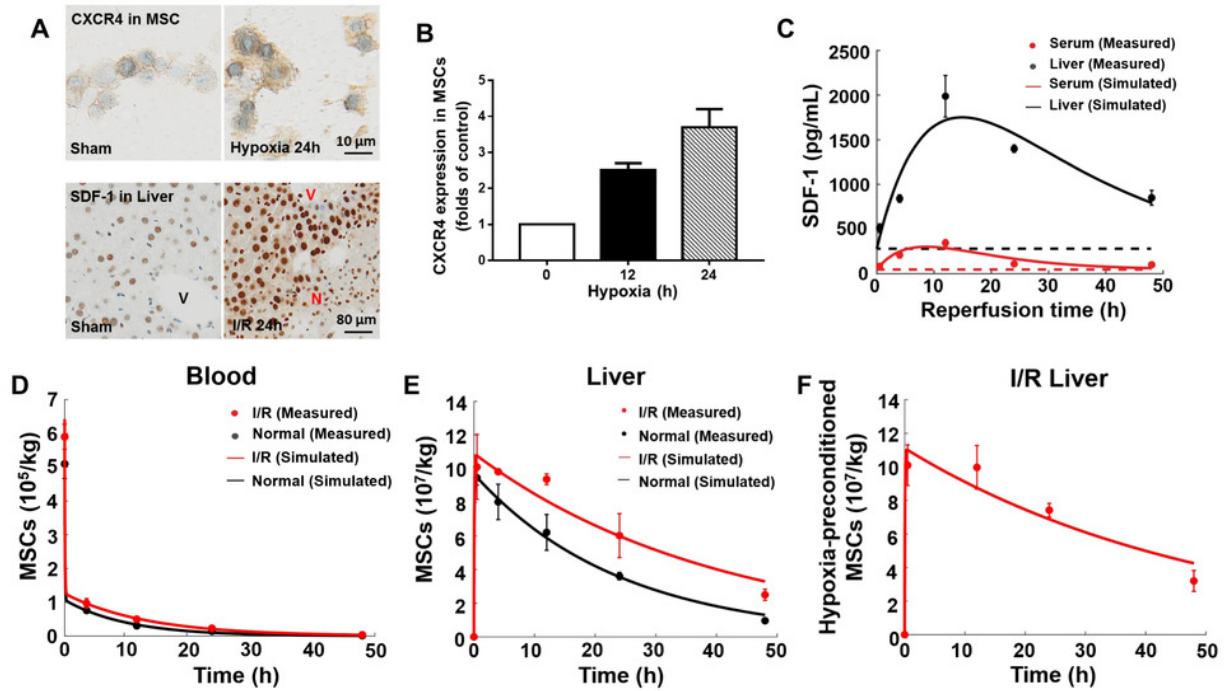 A
CXCR4 in MSC
Sham
Hypoxia 24h
10 µm
SDF-1 in Liver
V
V
N
Sham
I/R 24h
80 µm
B
CXCR4 expression in MSCs
(folds of control)
5
4
3
2
1
0
0
12
24
Hypoxia (h)
C
SDF-1 (pg/mL)
2500
2000
1500
1000
500
0
Serum (Measured)
Liver (Measured)
Serum (Simulated)
Liver (Simulated)
0
10
20
30
40
50
Reperfusion time (h)
D
Blood
MSCs (10⁵/kg)
7
6
5
4
3
2
1
0
I/R (Measured)
Normal (Measured)
I/R (Simulated)
Normal (Simulated)
0
10
20
30
40
50
Time (h)
E
Liver
MSCs (10⁷/kg)
14
12
10
8
6
4
2
0
I/R (Measured)
Normal (Measured)
I/R (Simulated)
Normal (Simulated)
0
10
20
30
40
50
Time (h)
F
I/R Liver
Hypoxia-preconditioned
MSCs (10⁷/kg)
14
12
10
8
6
4
2
0
0
10
20
30
40
50
Time (h)